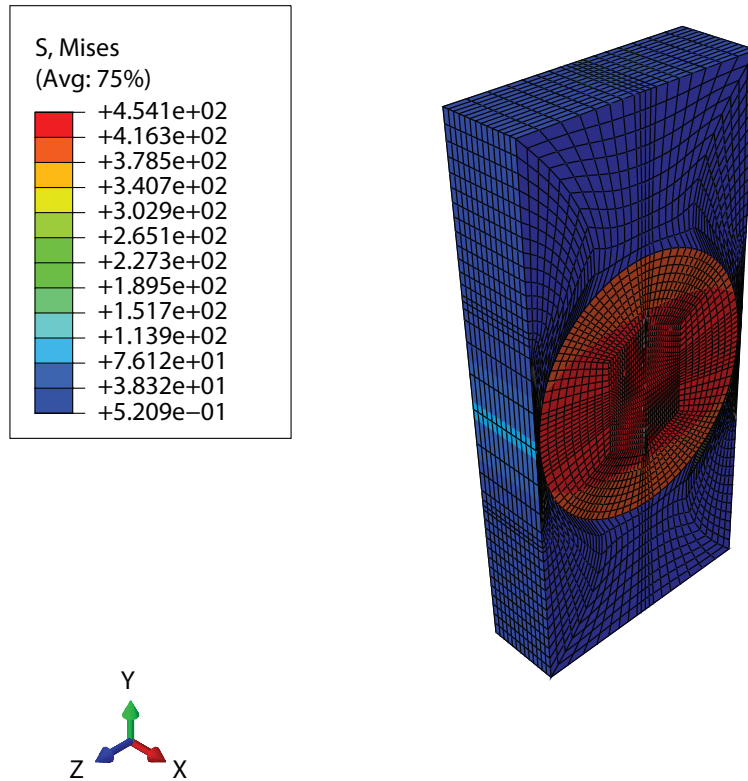 S, Mises
(Avg: 75%)
+4.541e+02
+4.163e+02
+3.785e+02
+3.407e+02
+3.029e+02
+2.651e+02
+2.273e+02
+1.895e+02
+1.517e+02
+1.139e+02
+7.612e+01
+3.832e+01
+5.209e−01
Y
Z X